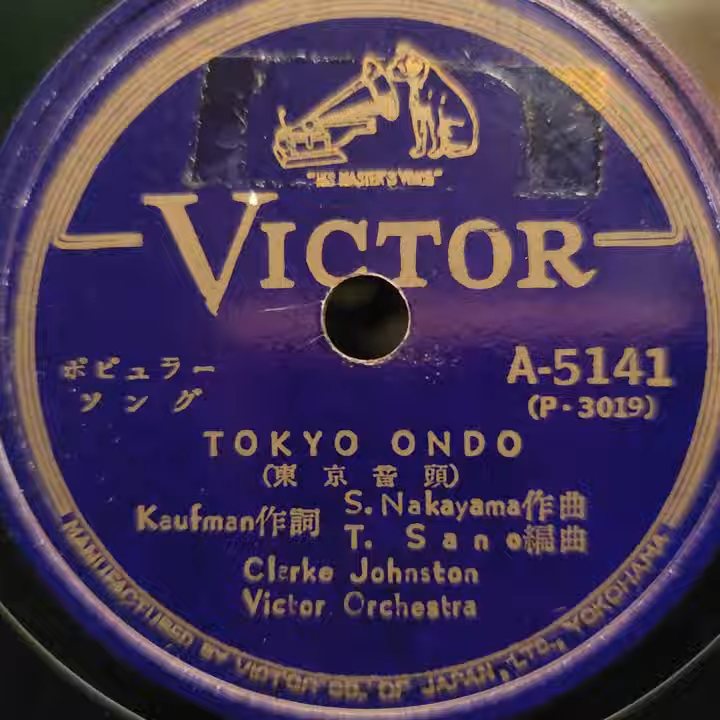 "HIS MASTER'S VOICE"
VICTOR
ポピュラー
ソング
A-5141
(P-3019)
TOKYO ONDO
(東京音頭)
Kaufman作詞
S. Nakayama作曲
T. Sano編曲
Clerke Johnston
Victor Orchestra
MANUFACTURED BY VICTOR CO. OF JAPAN, LTD., YOKOHAMA